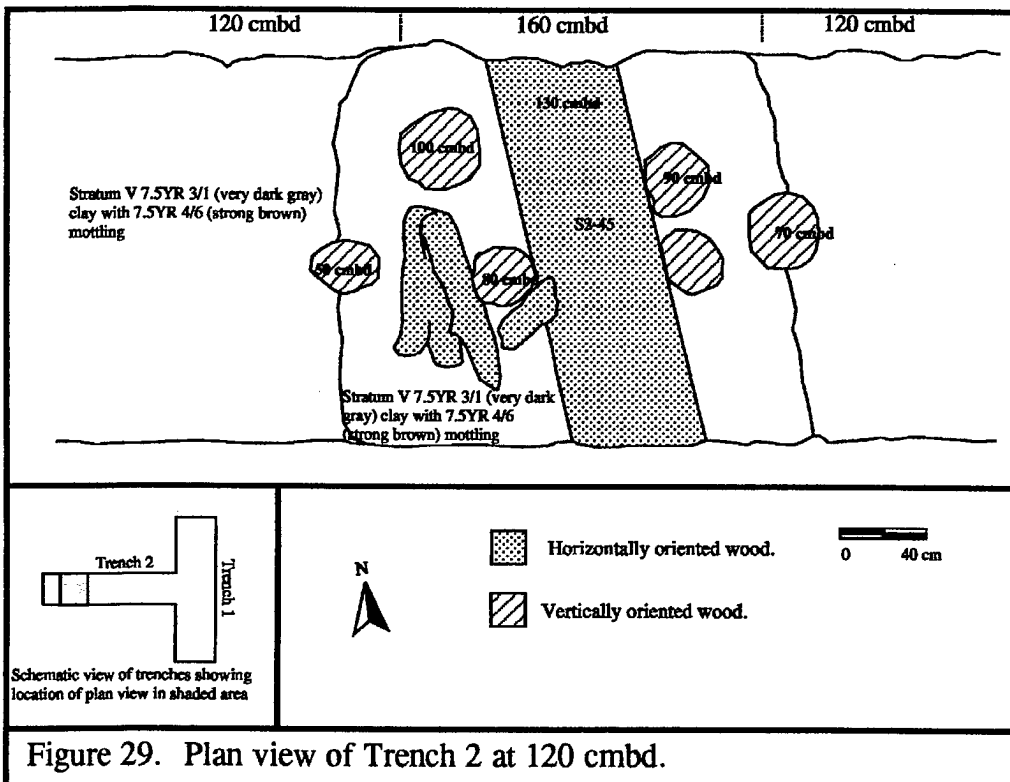 120 cmbd 160 cmbd 120 cmbd
130 cmbd
100 cmbd
90 cmbd
Stratum V 7.5YR 3/1 (very dark gray)
clay with 7.5YR 4/6 (strong brown)
mottling
S2-45
70 cmbd
50 cmbd
80 cmbd
Stratum V 7.5YR 3/1 (very dark
gray) clay with 7.5YR 4/6
(strong brown) mottling
Trench 2
Trench 1
Schematic view of trenches showing
location of plan view in shaded area
N
Horizontally oriented wood.
Vertically oriented wood.
0 40 cm
Figure 29. Plan view of Trench 2 at 120 cmbd.